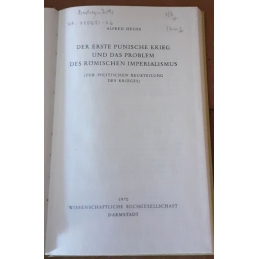 ALFRED HEUSS
DER ERSTE PUNISCHE KRIEG
UND DAS PROBLEM
DES RÖMISCHEN IMPERIALISMUS
(ZUR POLITISCHEN BEURTEILUNG
DES KRIEGES)
1970
WISSENSCHAFTLICHE BUCHGESELLSCHAFT
DARMSTADT